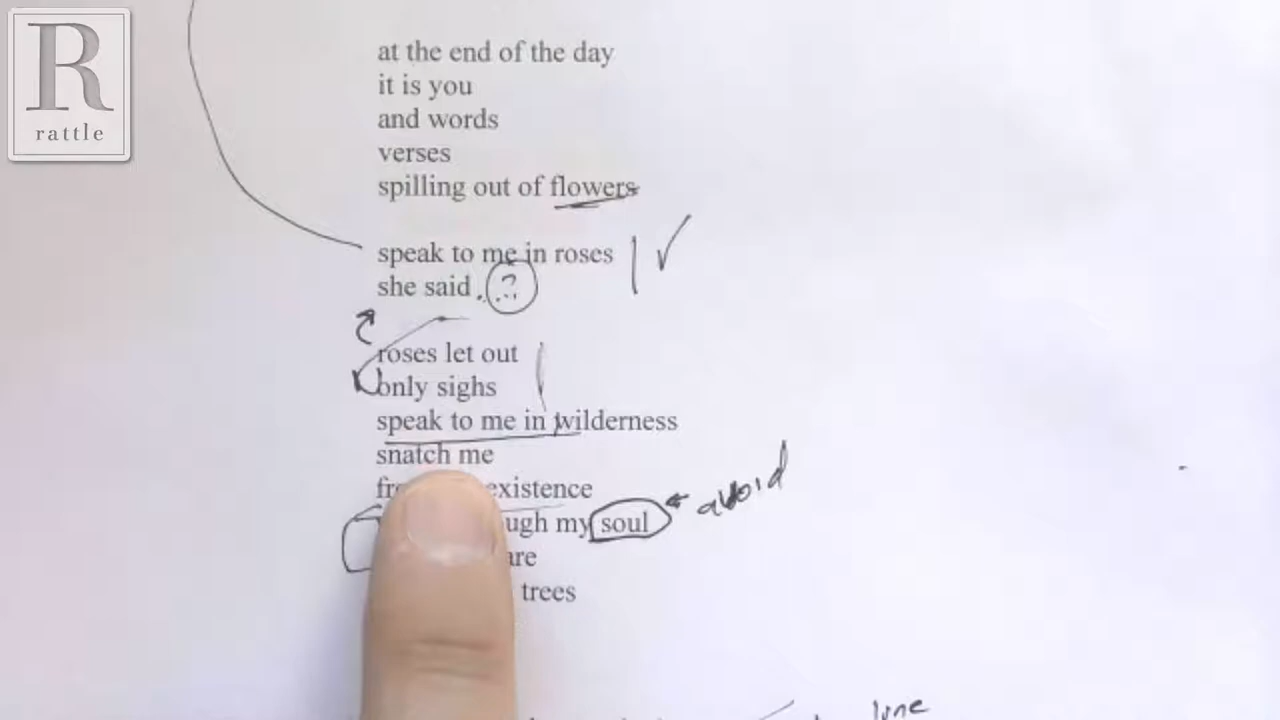 R
rattle
at the end of the day
it is you
and words
verses
spilling out of flowers
speak to me in roses
she said . ?
roses let out
only sighs
speak to me in wilderness
snatch me
existence
my soul
avoid
trees
line